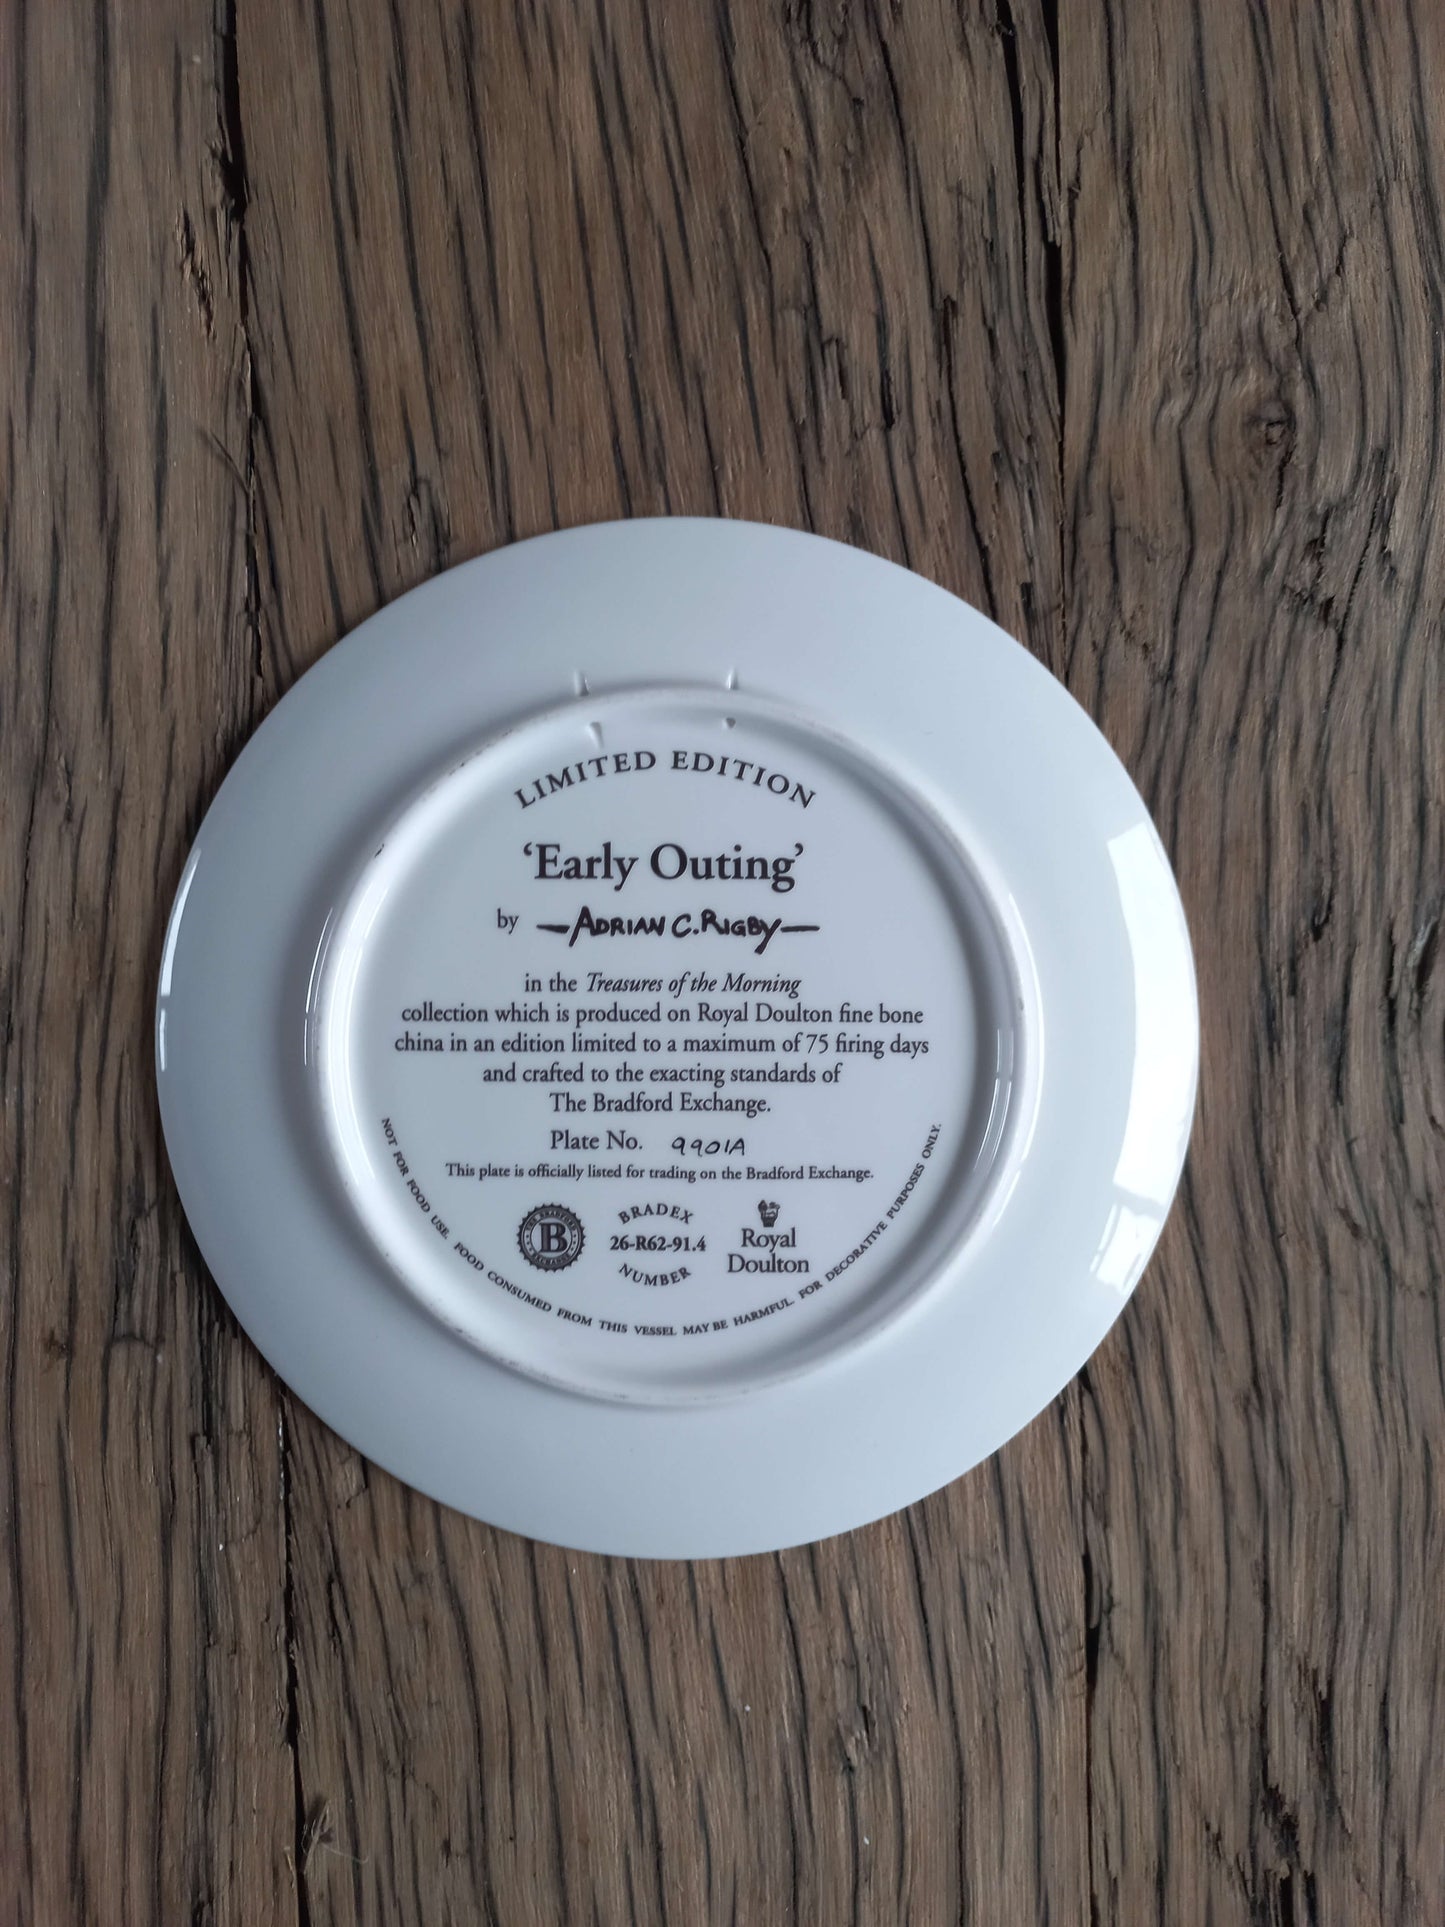 LIMITED EDITION
‘Early Outing’
by ADRIAN C. RIGBY
in the Treasures of the Morning
collection which is produced on Royal Doulton fine bone
china in an edition limited to a maximum of 75 firing days
and crafted to the exacting standards of
The Bradford Exchange.
Plate No. 9901A
This plate is officially listed for trading on the Bradford Exchange.
THE BRADFORD
B
EXCHANGE
BRADEX
26-R62-91.4
NUMBER
Royal
Doulton
NOT FOR FOOD USE. FOOD CONSUMED FROM THIS VESSEL MAY BE HARMFUL. FOR DECORATIVE PURPOSES ONLY.